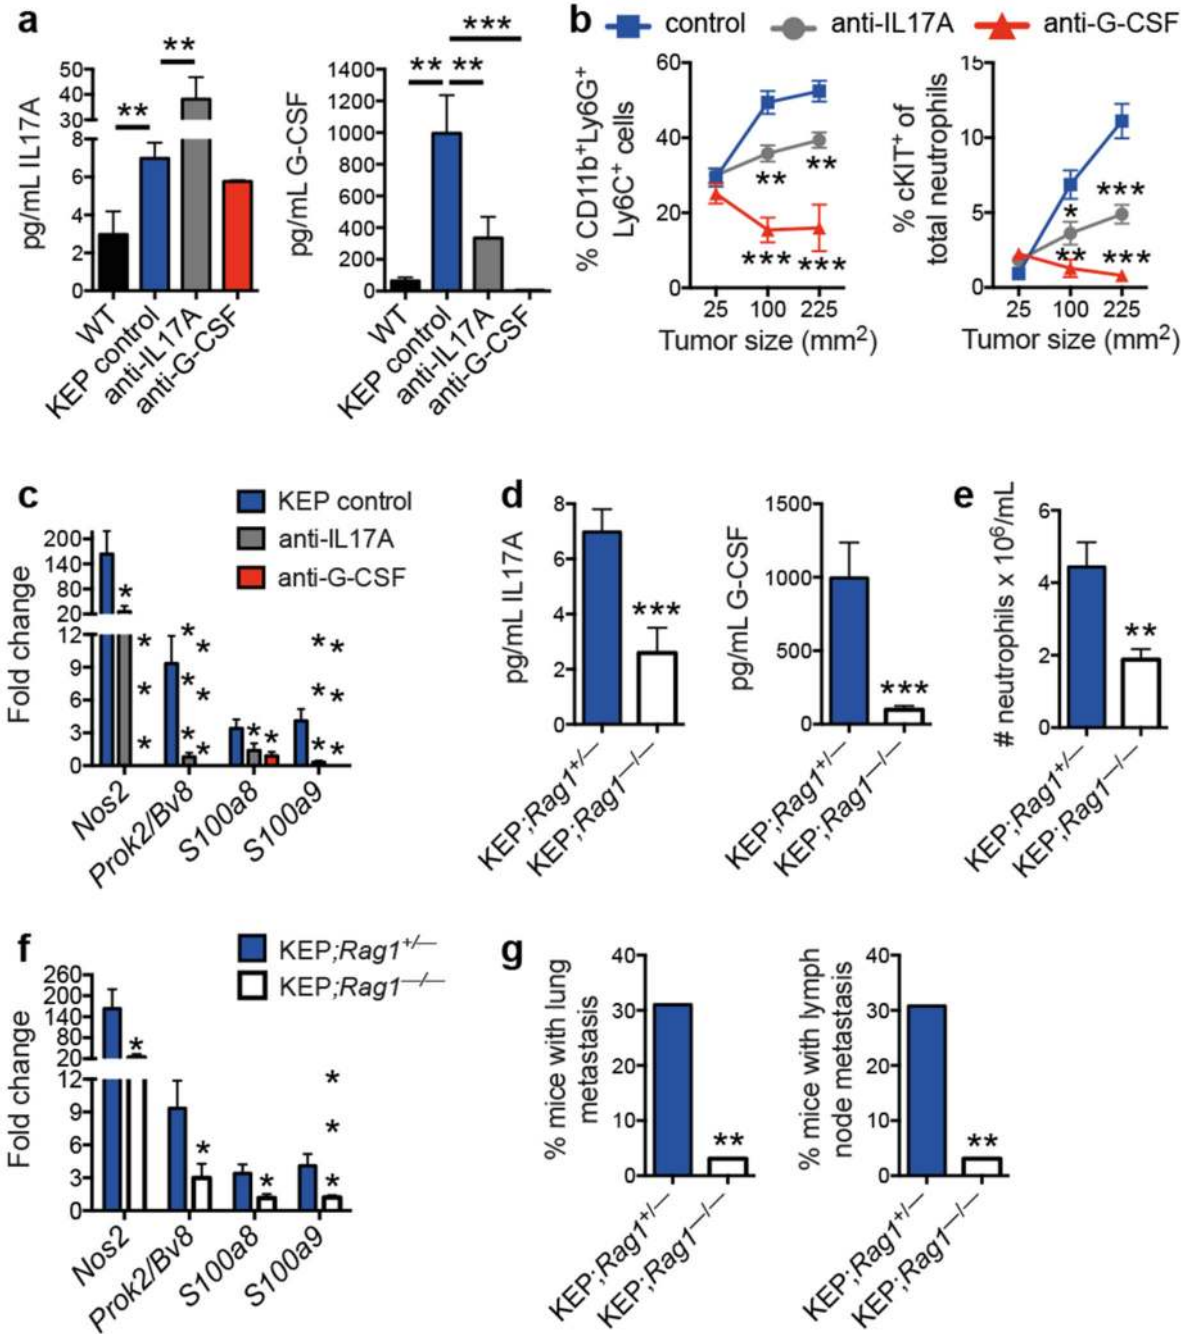 a
** 
**
50
40
30
8
6
4
2
0
pg/mL IL17A
WT
KEP control
anti-IL17A
anti-G-CSF
***
** **
1400
1200
1000
800
600
400
200
0
pg/mL G-CSF
WT
KEP control
anti-IL17A
anti-G-CSF
b
control
anti-IL17A
anti-G-CSF
% CD11b+Ly6G+
Ly6C+ cells
60
40
20
0
**
**
***
***
25 100 225
Tumor size (mm2)
% cKIT+ of
total neutrophils
15
10
5
0
*
***
**
***
25 100 225
Tumor size (mm2)
c
KEP control
anti-IL17A
anti-G-CSF
Fold change
200
140
80
20
12
9
6
3
0
*
***
***
***
*
*
***
***
Nos2
Prok2/Bv8
S100a8
S100a9
d
pg/mL IL17A
8
6
4
2
0
***
KEP;Rag1+/—
KEP;Rag1—/—
pg/mL G-CSF
1500
1000
500
0
***
KEP;Rag1+/—
KEP;Rag1—/—
e
# neutrophils x 106/mL
6
4
2
0
**
KEP;Rag1+/—
KEP;Rag1—/—
f
KEP;Rag1+/—
KEP;Rag1—/—
Fold change
260
200
140
80
20
12
9
6
3
0
*
*
*
***
Nos2
Prok2/Bv8
S100a8
S100a9
g
% mice with lung
metastasis
40
30
20
10
0
**
KEP;Rag1+/—
KEP;Rag1—/—
% mice with lymph
node metastasis
40
30
20
10
0
**
KEP;Rag1+/—
KEP;Rag1—/—